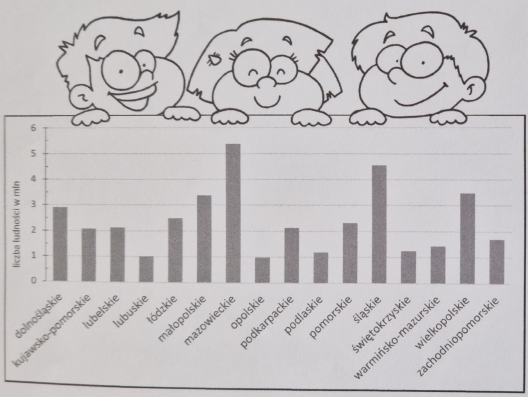 6
5
4
3
2
1
0
liczba ludności w mln
dolnośląskie
kujawsko-pomorskie
lubelskie
lubuskie
łódzkie
małopolskie
mazowieckie
opolskie
podkarpackie
podlaskie
pomorskie
śląskie
świętokrzyskie
warmińsko-mazurskie
wielkopolskie
zachodniopomorskie